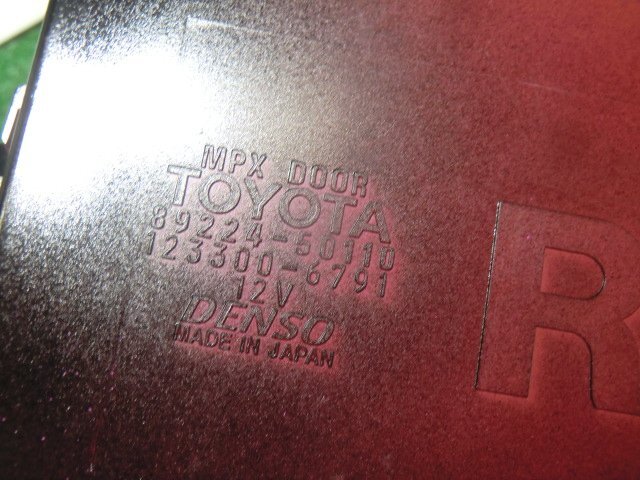 MPX DOOR
TOYOTA
89224-50110
123300-6791
12V
DENSO
MADE IN JAPAN
R